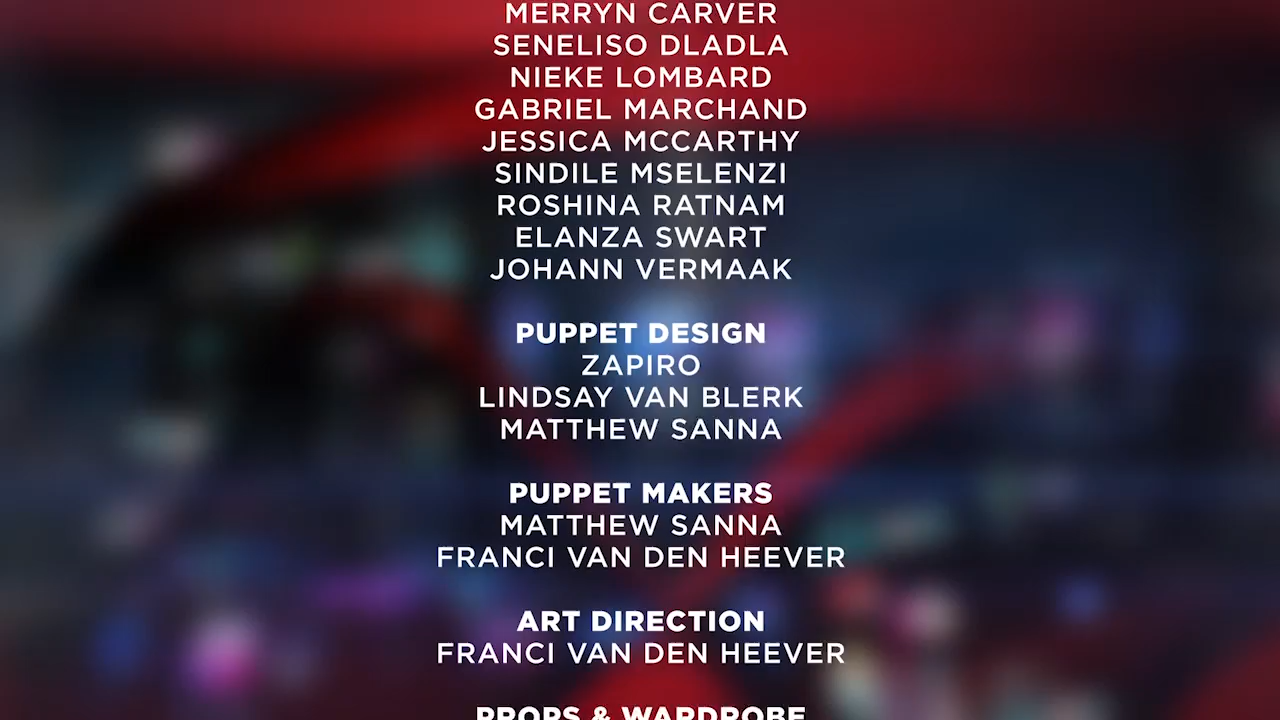 MERRYN CARVER
SENELISO DLADLA
NIEKE LOMBARD
GABRIEL MARCHAND
JESSICA MCCARTHY
SINDILE MSELENZI
ROSHINA RATNAM
ELANZA SWART
JOHANN VERMAAK
PUPPET DESIGN
ZAPIRO
LINDSAY VAN BLERK
MATTHEW SANNA
PUPPET MAKERS
MATTHEW SANNA
FRANCI VAN DEN HEEVER
ART DIRECTION
FRANCI VAN DEN HEEVER
PROPS & WARDROBE